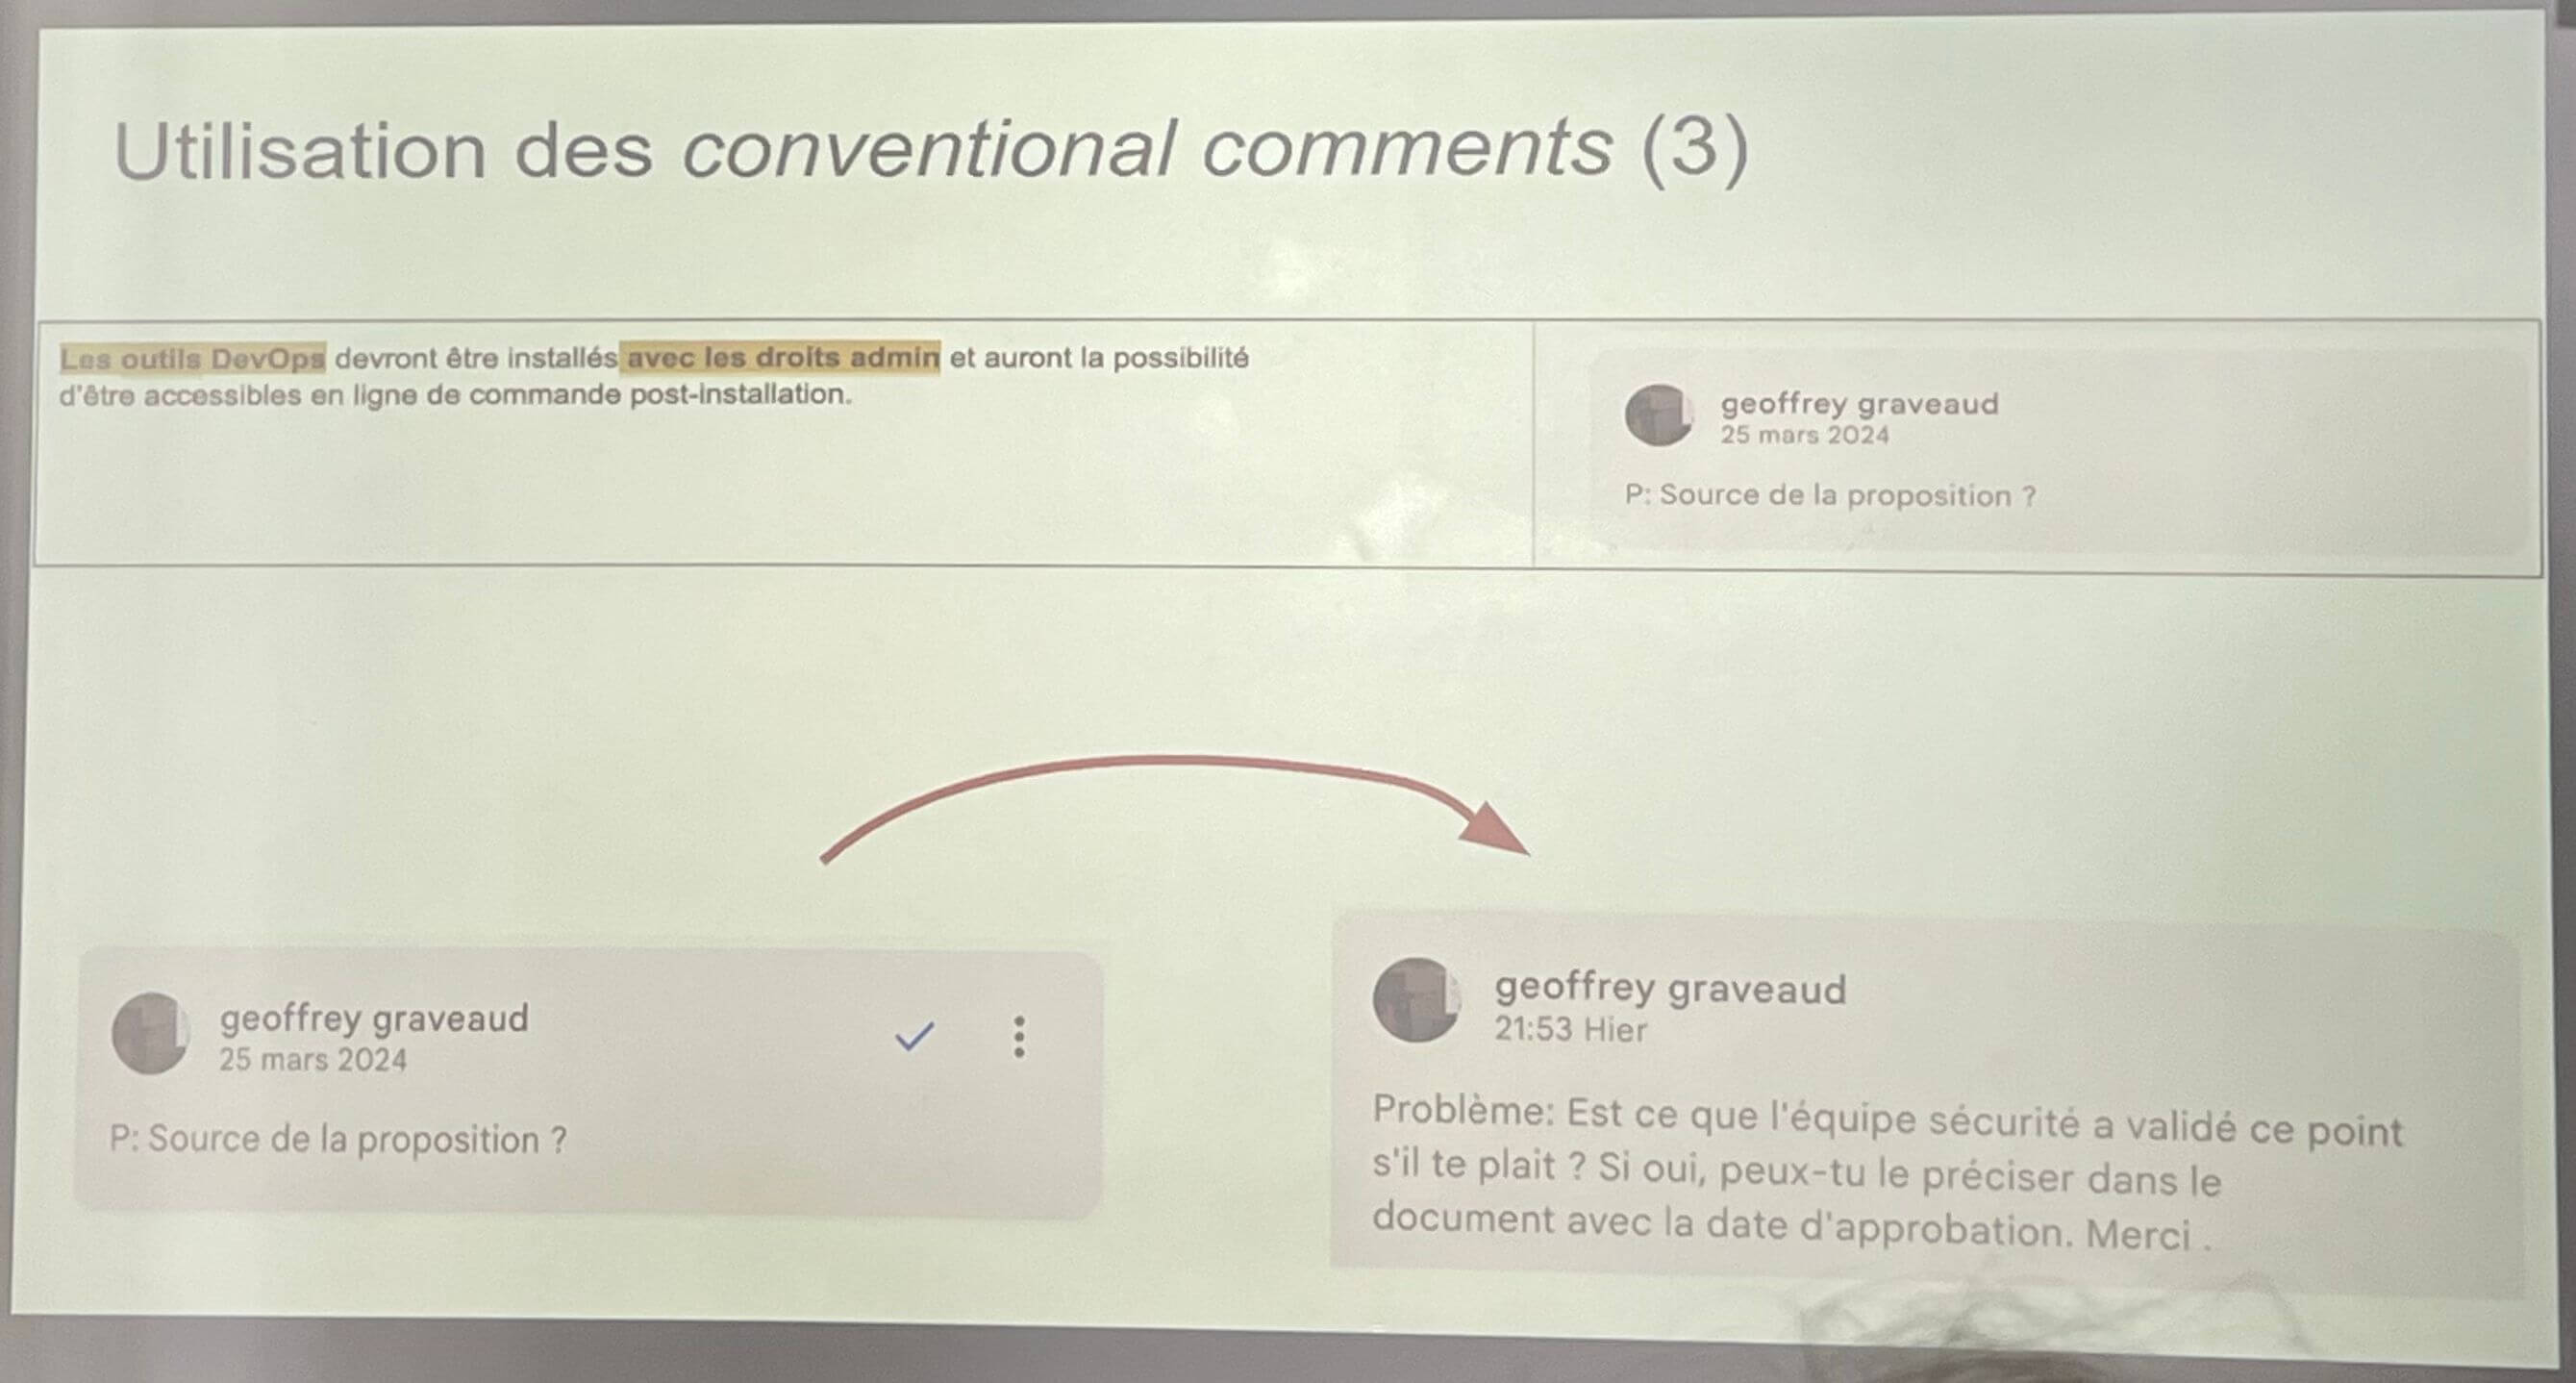 Utilisation des conventional comments (3)
Les outils DevOps devront être installés avec les droits admin et auront la possibilité
d'être accessibles en ligne de commande post-installation.
geoffrey graveaud
25 mars 2024
P: Source de la proposition ?
geoffrey graveaud
25 mars 2024
P: Source de la proposition ?
geoffrey graveaud
21:53 Hier
Problème: Est ce que l'équipe sécurité a validé ce point
s'il te plait ? Si oui, peux-tu le préciser dans le
document avec la date d'approbation. Merci .